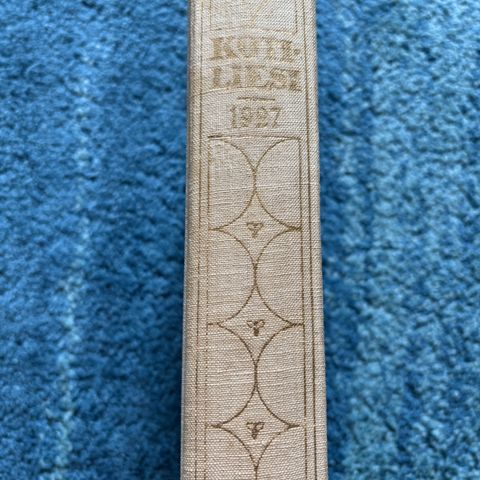 KOTI-
LIESI
1927